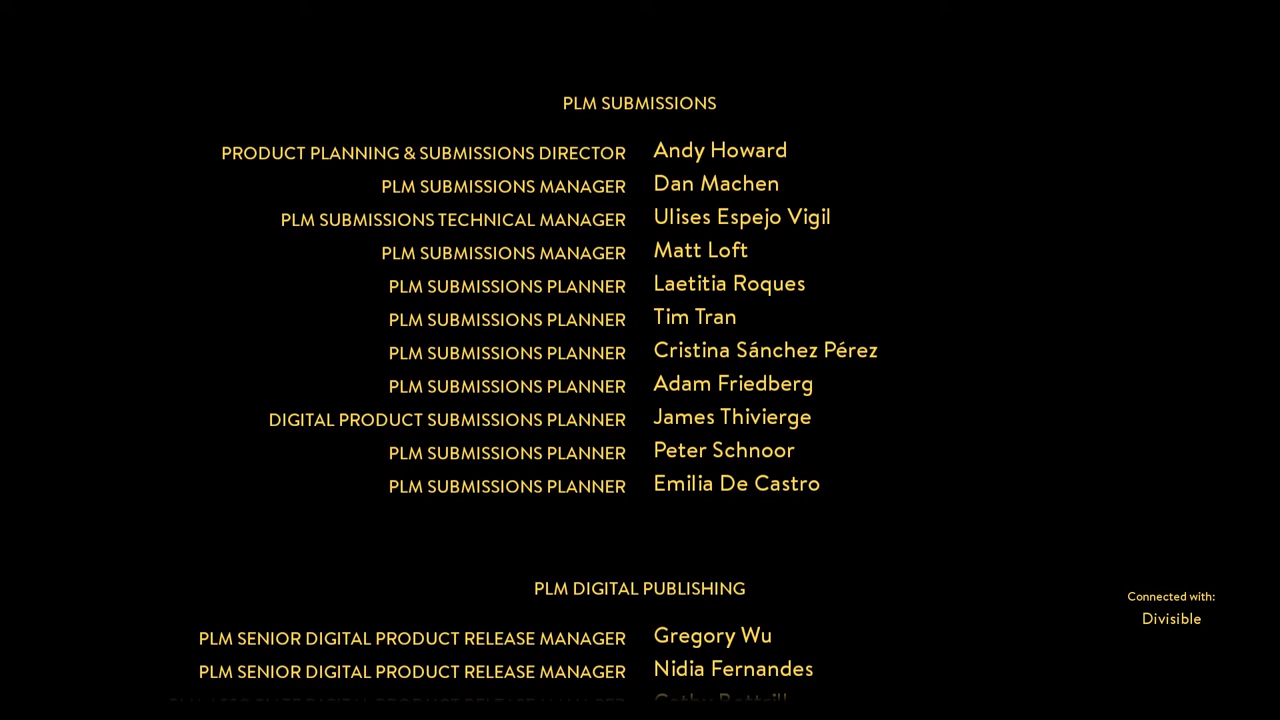 PLM SUBMISSIONS
PRODUCT PLANNING & SUBMISSIONS DIRECTOR Andy Howard
PLM SUBMISSIONS MANAGER Dan Machen
PLM SUBMISSIONS TECHNICAL MANAGER Ulises Espejo Vigil
PLM SUBMISSIONS MANAGER Matt Loft
PLM SUBMISSIONS PLANNER Laetitia Roques
PLM SUBMISSIONS PLANNER Tim Tran
PLM SUBMISSIONS PLANNER Cristina Sánchez Pérez
PLM SUBMISSIONS PLANNER Adam Friedberg
DIGITAL PRODUCT SUBMISSIONS PLANNER James Thivierge
PLM SUBMISSIONS PLANNER Peter Schnoor
PLM SUBMISSIONS PLANNER Emilia De Castro
PLM DIGITAL PUBLISHING
Connected with:
Divisible
PLM SENIOR DIGITAL PRODUCT RELEASE MANAGER Gregory Wu
PLM SENIOR DIGITAL PRODUCT RELEASE MANAGER Nidia Fernandes